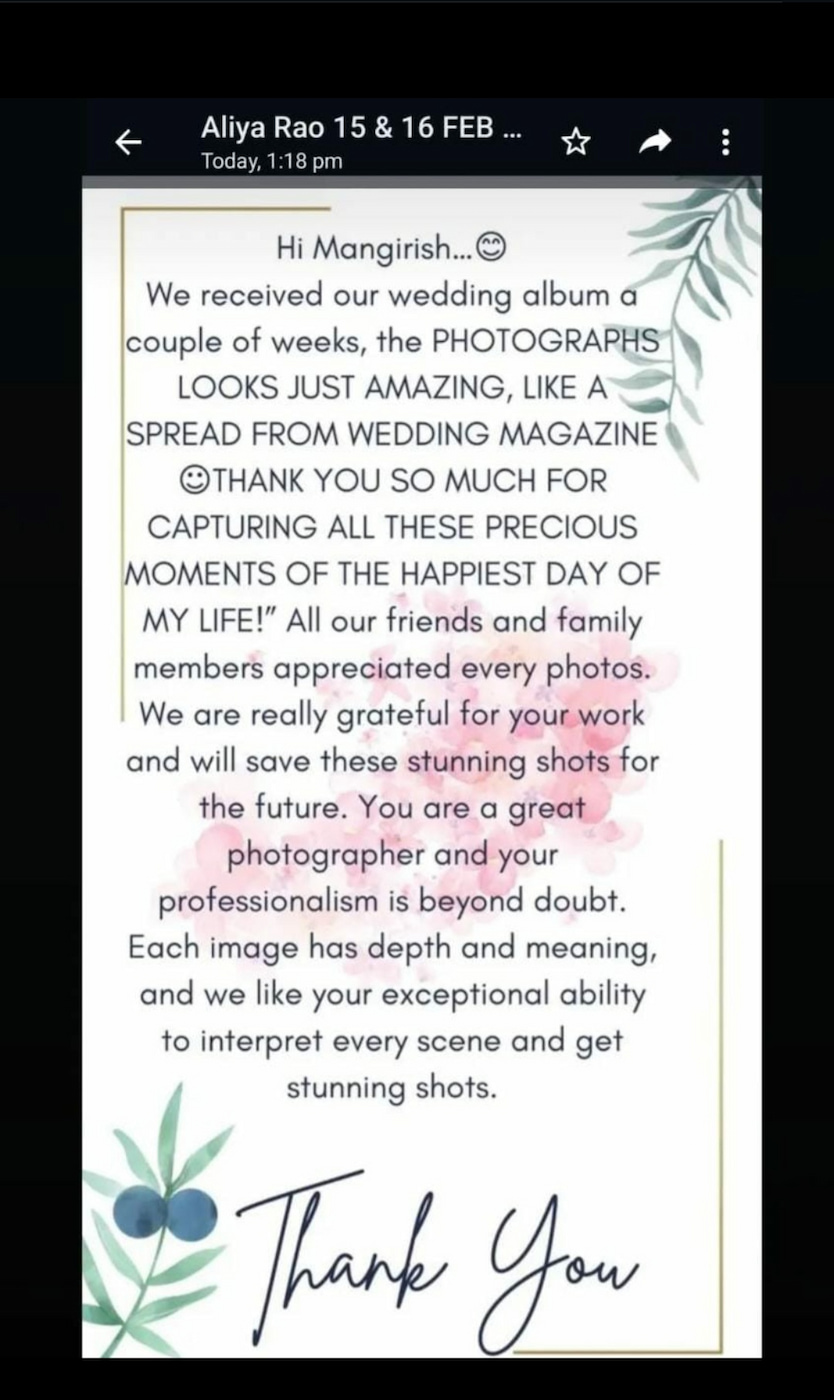 Aliya Rao 15 & 16 FEB ...
Today, 1:18 pm
Hi Mangirish...😊
We received our wedding album a
couple of weeks, the PHOTOGRAPHS
LOOKS JUST AMAZING, LIKE A
SPREAD FROM WEDDING MAGAZINE
☺THANK YOU SO MUCH FOR
CAPTURING ALL THESE PRECIOUS
MOMENTS OF THE HAPPIEST DAY OF
MY LIFE!” All our friends and family
members appreciated every photos.
We are really grateful for your work
and will save these stunning shots for
the future. You are a great
photographer and your
professionalism is beyond doubt.
Each image has depth and meaning,
and we like your exceptional ability
to interpret every scene and get
stunning shots.
Thank You